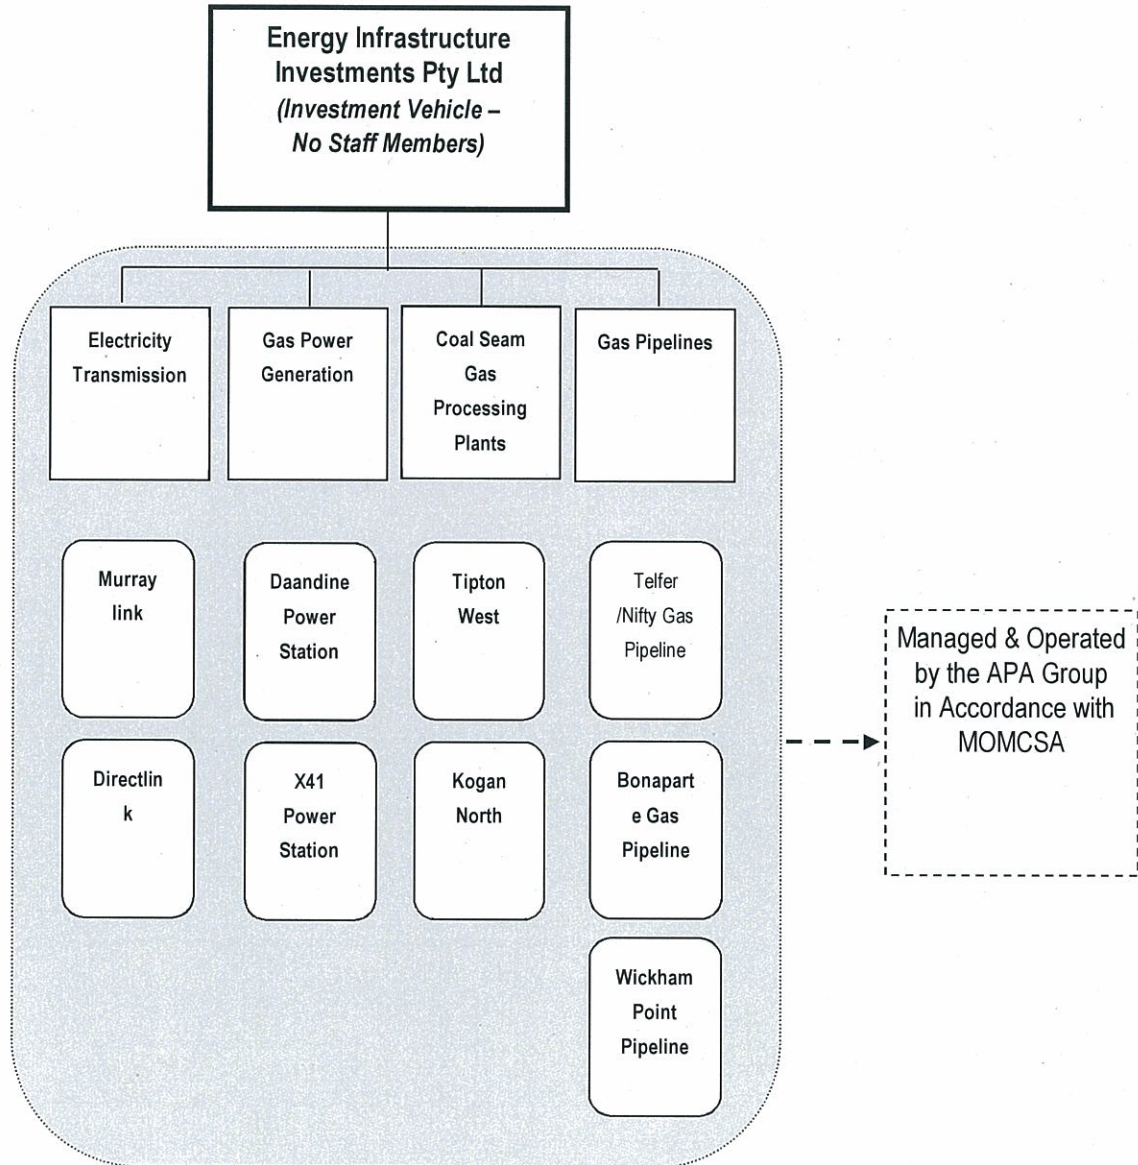 Energy Infrastructure
Investments Pty Ltd
(Investment Vehicle –
No Staff Members)
Electricity
Transmission
Gas Power
Generation
Coal Seam
Gas
Processing
Plants
Gas Pipelines
Murray
link
Daandine
Power
Station
Tipton
West
Telfer
/Nifty Gas
Pipeline
Directlin
k
X41
Power
Station
Kogan
North
Bonapart
e Gas
Pipeline
Wickham
Point
Pipeline
Managed & Operated
by the APA Group
in Accordance with
MOMCSA